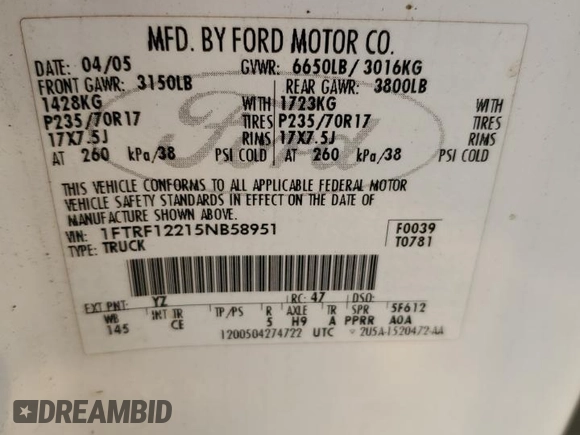 MFD. BY FORD MOTOR CO.
DATE: 04/05 GVWR: 6650LB/ 3016KG
FRONT GAWR: 3150LB REAR GAWR: 3800LB
1428KG WITH 1723KG WITH
P235/70R17 TIRES P235/70R17 TIRES
17X7.5J RIMS 17X7.5J RIMS
AT 260 kPa/38 PSI COLD AT 260 kPa/38 PSI COLD
Ford
THIS VEHICLE CONFORMS TO ALL APPLICABLE FEDERAL MOTOR
VEHICLE SAFETY STANDARDS IN EFFECT ON THE DATE OF
MANUFACTURE SHOWN ABOVE.
VIN: 1FTRF12215NB58951 F0039
TYPE: TRUCK T0781
EXT PNT: YZ RC: 47 DSO:
WB INT TR TP/PS R AXLE TR SPR 5F612
145 CE 5 H9 A PPRR A0A
1200504274722 UTC 2U5A-1520472-AA
DREAMBID